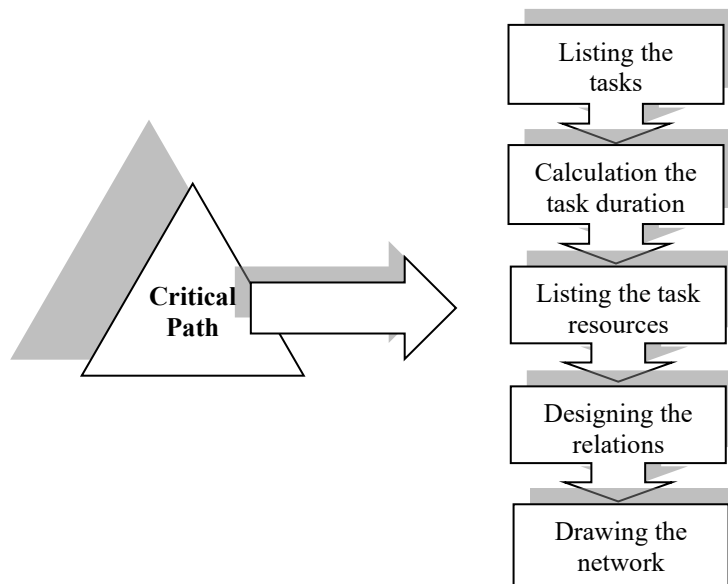 Critical
Path
Listing the
tasks
Calculation the
task duration
Listing the task
resources
Designing the
relations
Drawing the
network